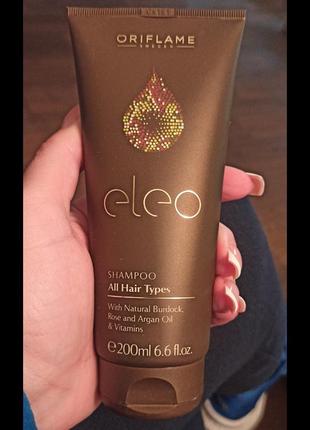 ORIFLAME
SWEDEN
eleo
SHAMPOO
All Hair Types
With Natural Burdock,
Rose and Argan Oil
& Vitamins
℮200ml 6.6 fl.oz.